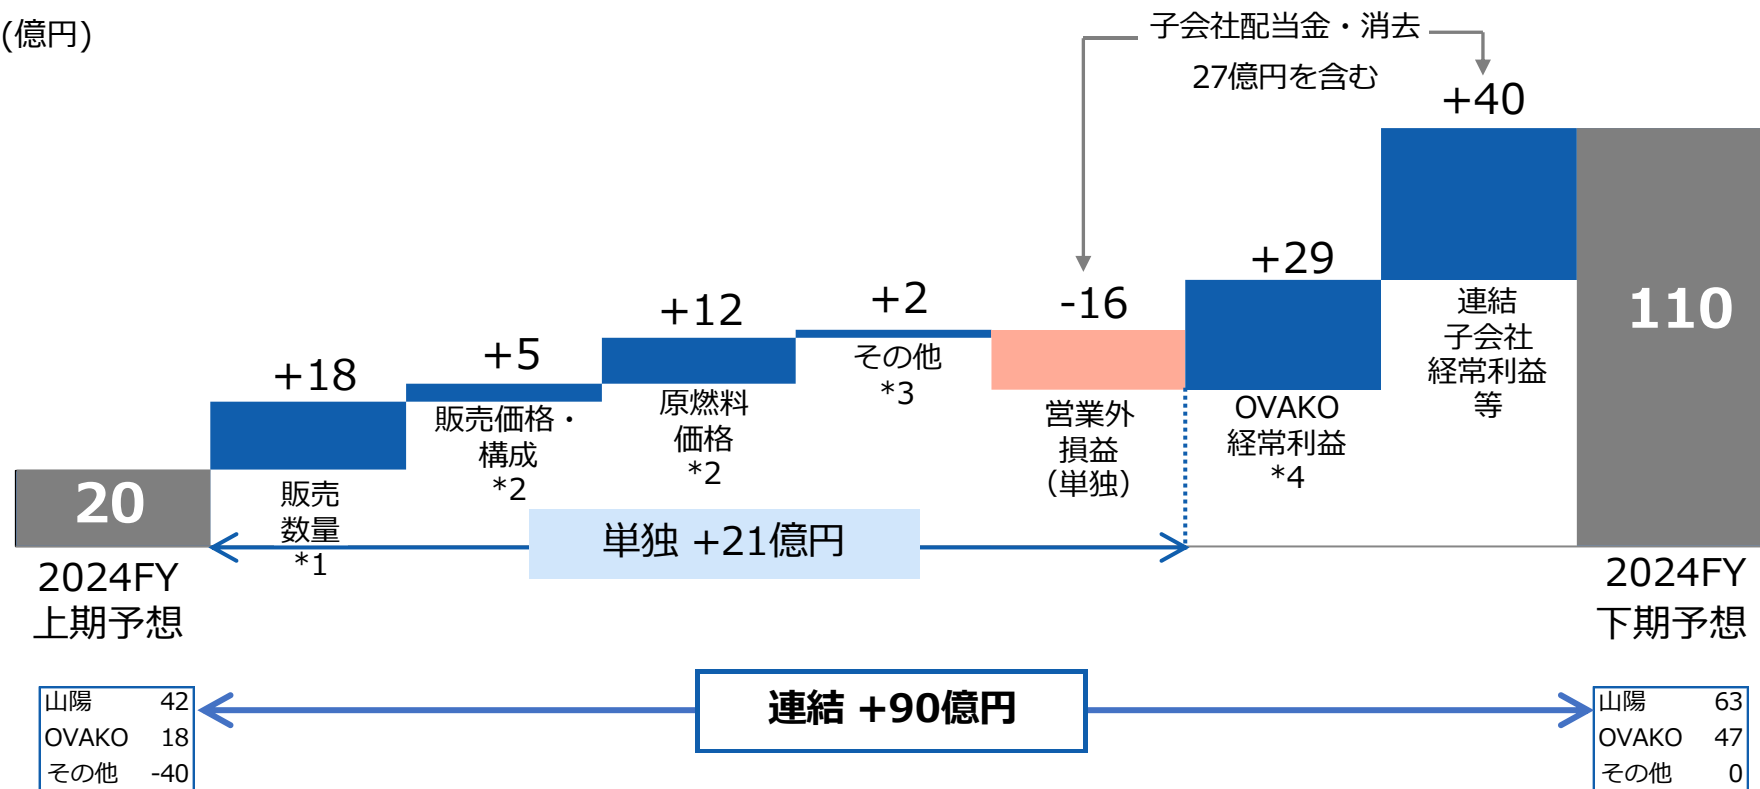 (億円)
子会社配当金・消去
27億円を含む
+40
+29
-16
+2
+12
+5
+18
20
110
販売
数量
*1
販売価格・
構成
*2
原燃料
価格
*2
その他
*3
営業外
損益
（単独）
OVAKO
経常利益
*4
連結
子会社
経常利益
等
単独 +21億円
2024FY
上期予想
2024FY
下期予想
連結 +90億円
山陽 42
OVAKO 18
その他 -40
山陽 63
OVAKO 47
その他 0